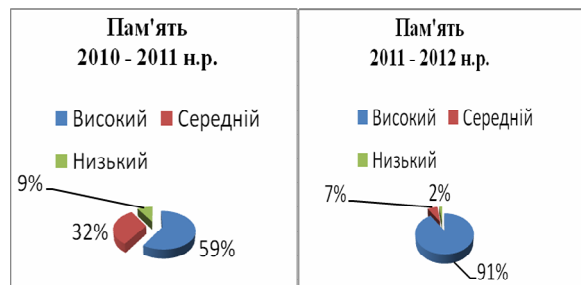 Пам'ять
2010 - 2011 н.р.
Високий Середній
Низький
9%
32%
59%
Пам'ять
2011 - 2012 н.р.
Високий Середній
Низький
7%
2%
91%